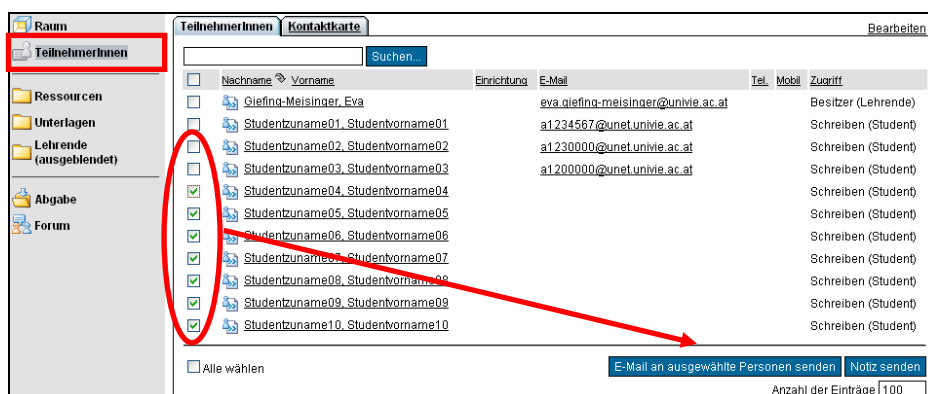 Raum
TeilnehmerInnen
Ressourcen
Unterlagen
Lehrende
(ausgeblendet)
Abgabe
Forum
TeilnehmerInnen Kontaktkarte Bearbeiten
Suchen...
Nachname Vorname Einrichtung E-Mail Tel. Mobil Zugriff
Giefing-Meisinger, Eva eva.giefing-meisinger@univie.ac.at Besitzer (Lehrende)
Studentzuname01, Studentvorname01 a1234567@unet.univie.ac.at Schreiben (Student)
Studentzuname02, Studentvorname02 a1230000@unet.univie.ac.at Schreiben (Student)
Studentzuname03, Studentvorname03 a1200000@unet.univie.ac.at Schreiben (Student)
Studentzuname04, Studentvorname04 Schreiben (Student)
Studentzuname05, Studentvorname05 Schreiben (Student)
Studentzuname06, Studentvorname06 Schreiben (Student)
Studentzuname07, Studentvorname07 Schreiben (Student)
Studentzuname08, Studentvorname08 Schreiben (Student)
Studentzuname09, Studentvorname09 Schreiben (Student)
Studentzuname10, Studentvorname10 Schreiben (Student)
Alle wählen E-Mail an ausgewählte Personen senden Notiz senden
Anzahl der Einträge 100